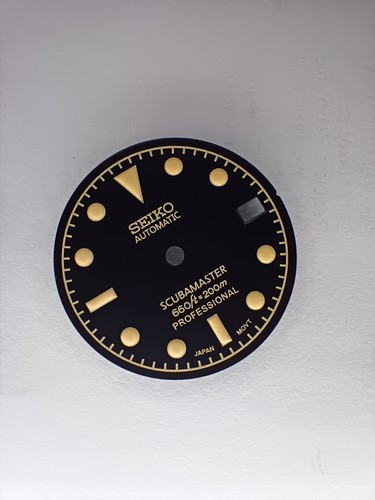 SEIKO
AUTOMATIC
SCUBAMASTER
660ft=200m
PROFESSIONAL
JAPAN MOVT